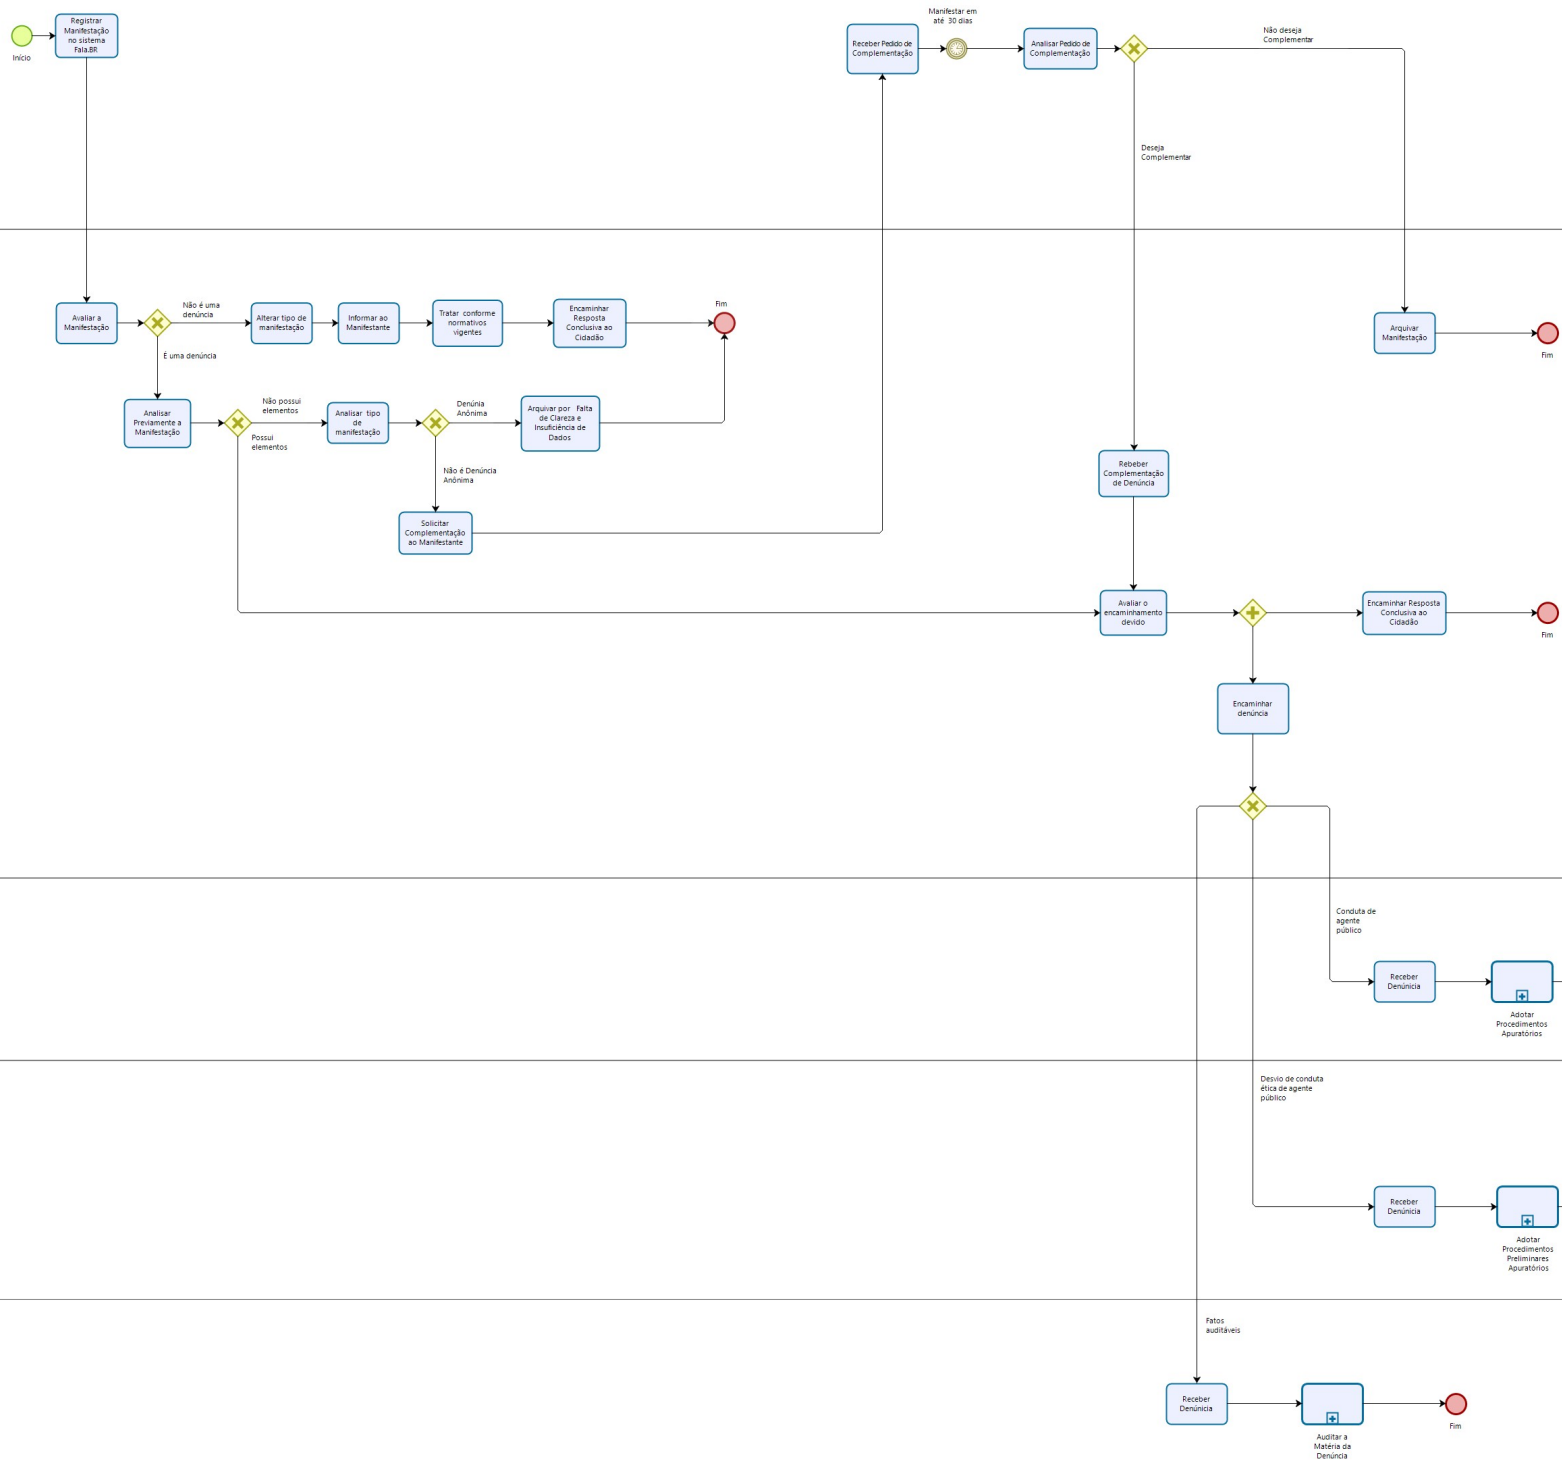 Registrar
Manifestação
no sistema
Fala.BR
Início
Manifestar em
até 30 dias
Receber Pedido de
Complementação
Analisar Pedido de
Complementação
Não deseja
Complementar
Deseja
Complementar
Avaliar a
Manifestação
Não é uma
denúncia
Alterar tipo de
manifestação
Informar ao
Manifestante
Tratar conforme
normativos
vigentes
Encaminhar
Resposta
Conclusiva ao
Cidadão
Fim
É uma denúncia
Arquivar
Manifestação
Fim
Analisar
Previamente a
Manifestação
Não possui
elementos
Possui
elementos
Analisar tipo
de
manifestação
Denúnia
Anônima
Arquivar por Falta
de Clareza e
Insuficiência de
Dados
Não é Denúncia
Anônima
Solicitar
Complementação
ao Manifestante
Rebeber
Complementação
de Denúncia
Avaliar o
encaminhamento
devido
Encaminhar Resposta
Conclusiva ao
Cidadão
Fim
Encaminhar
denúncia
Conduta de
agente
público
Receber
Denúnicia
Adotar
Procedimentos
Apuratórios
Desvio de conduta
ética de agente
público
Receber
Denúnicia
Adotar
Procedimentos
Preliminares
Apuratórios
Fatos
auditáveis
Receber
Denúnicia
Auditar a
Matéria da
Denúncia
Fim